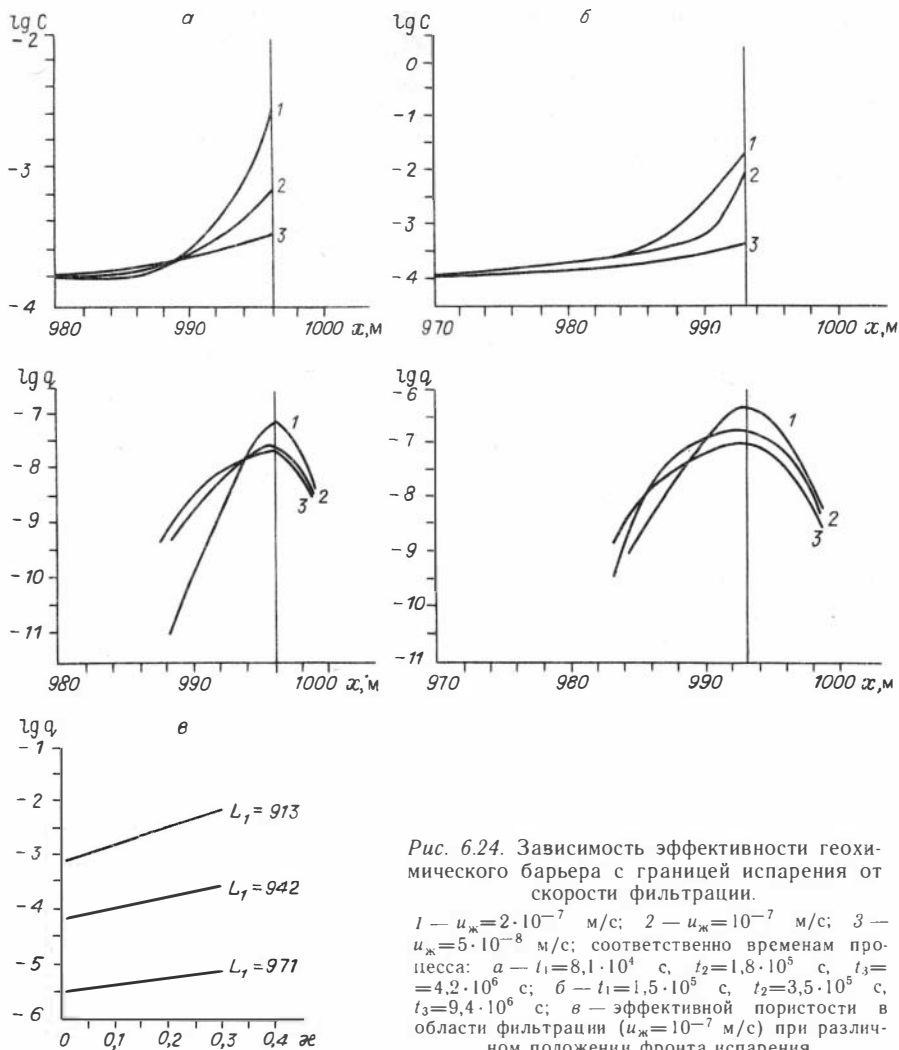 lg C
а
-2
-3
-4
1
2
3
980 990 1000 x, м
lg C
б
0
-1
-2
-3
-4
1
2
3
970 980 990 1000 x, м
lg q
-7
-8
-9
-10
-11
1
2
3
980 990 1000 x, м
lg q
-6
-7
-8
-9
-10
-11
1
2
3
970 980 990 1000 x, м
lg q
в
-1
-2
-3
-4
-5
-6
L₁=913
L₁=942
L₁=971
0 0,1 0,2 0,3 0,4 æ
Рис. 6.24. Зависимость эффективности геохи-
мического барьера с границей испарения от
скорости фильтрации.
1 — uж=2·10⁻⁷ м/с; 2 — uж=10⁻⁷ м/с; 3 —
uж=5·10⁻⁸ м/с; соответственно временам про-
цесса: а — t₁=8,1·10⁴ с, t₂=1,8·10⁵ с, t₃=
=4,2·10⁶ с; б — t₁=1,5·10⁵ с, t₂=3,5·10⁵ с,
t₃=9,4·10⁶ с; в — эффективной пористости в
области фильтрации (uж=10⁻⁷ м/с) при различ-
ном положении фронта испарения